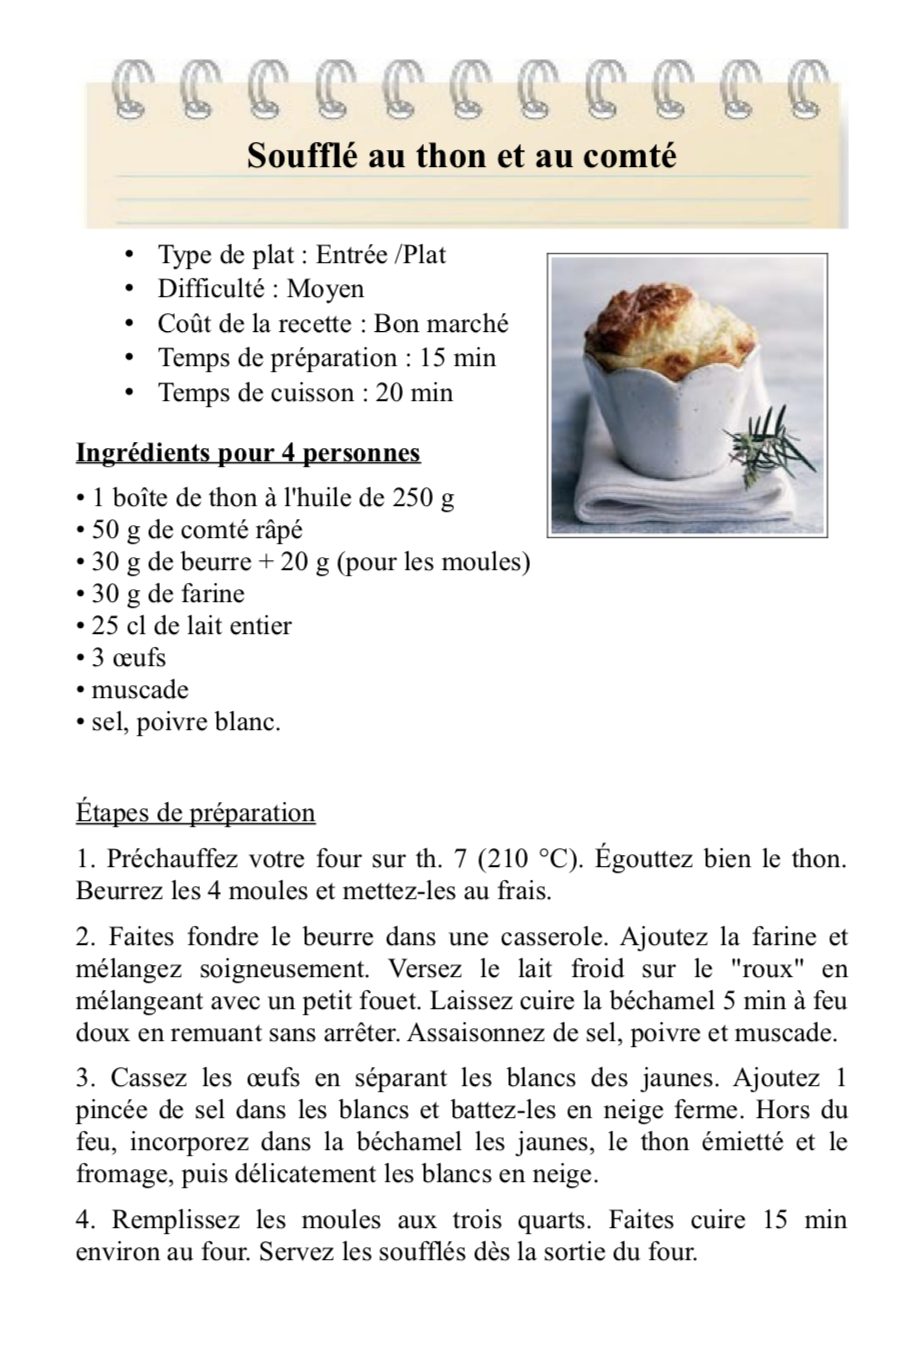 Soufflé au thon et au comté
• Type de plat : Entrée /Plat
• Difficulté : Moyen
• Coût de la recette : Bon marché
• Temps de préparation : 15 min
• Temps de cuisson : 20 min
Ingrédients pour 4 personnes
• 1 boîte de thon à l'huile de 250 g
• 50 g de comté râpé
• 30 g de beurre + 20 g (pour les moules)
• 30 g de farine
• 25 cl de lait entier
• 3 œufs
• muscade
• sel, poivre blanc.
Étapes de préparation
1. Préchauffez votre four sur th. 7 (210 °C). Égouttez bien le thon.
Beurrez les 4 moules et mettez-les au frais.
2. Faites fondre le beurre dans une casserole. Ajoutez la farine et
mélangez soigneusement. Versez le lait froid sur le "roux" en
mélangeant avec un petit fouet. Laissez cuire la béchamel 5 min à feu
doux en remuant sans arrêter. Assaisonnez de sel, poivre et muscade.
3. Cassez les œufs en séparant les blancs des jaunes. Ajoutez 1
pincée de sel dans les blancs et battez-les en neige ferme. Hors du
feu, incorporez dans la béchamel les jaunes, le thon émietté et le
fromage, puis délicatement les blancs en neige.
4. Remplissez les moules aux trois quarts. Faites cuire 15 min
environ au four. Servez les soufflés dès la sortie du four.